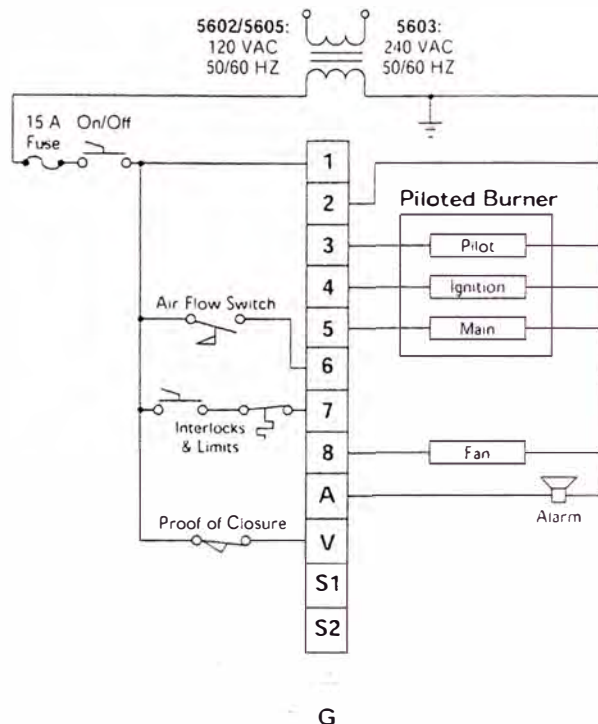 5602/5605:
120 VAC
50/60 HZ
5603:
240 VAC
50/60 HZ
15 A
Fuse
On/Off
1
2
Piloted Burner
3
Pilot
4
Ignition
Air Flow Switch
5
Main
6
7
Interlocks
& Limits
8
Fan
A
Alarm
Proof of Closure
V
S1
S2
G